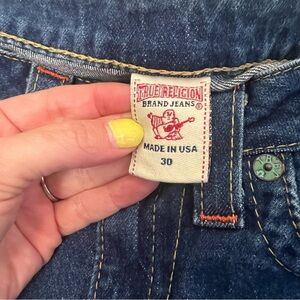 TRUE RELIGION
BRAND JEANS
MADE IN USA
30